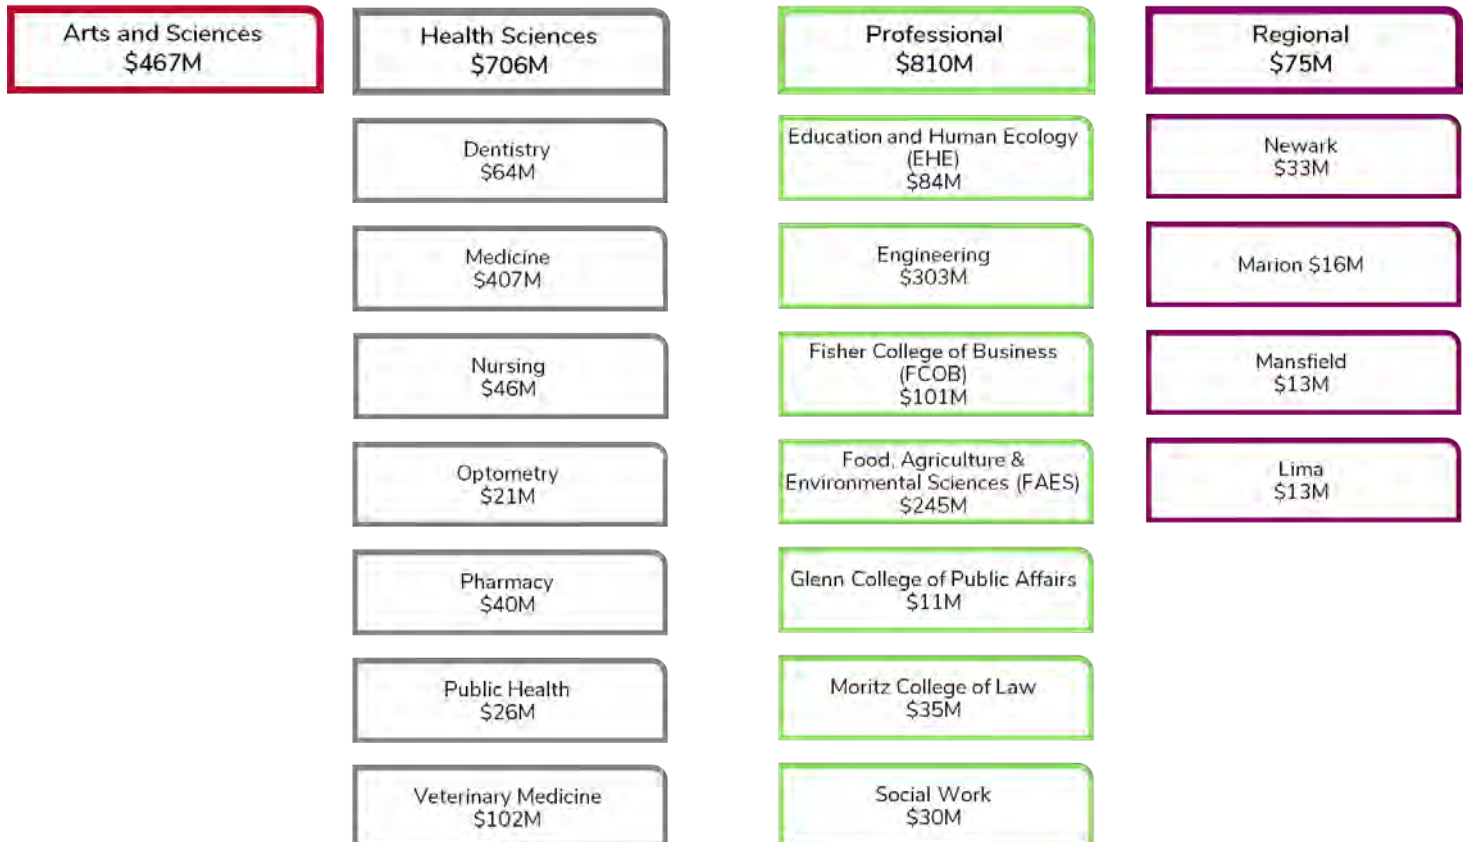 Arts and Sciences
$467M
Health Sciences
$706M
Dentistry
$64M
Medicine
$407M
Nursing
$46M
Optometry
$21M
Pharmacy
$40M
Public Health
$26M
Veterinary Medicine
$102M
Professional
$810M
Education and Human Ecology
(EHE)
$84M
Engineering
$303M
Fisher College of Business
(FCOB)
$101M
Food, Agriculture &
Environmental Sciences (FAES)
$245M
Glenn College of Public Affairs
$11M
Moritz College of Law
$35M
Social Work
$30M
Regional
$75M
Newark
$33M
Marion $16M
Mansfield
$13M
Lima
$13M